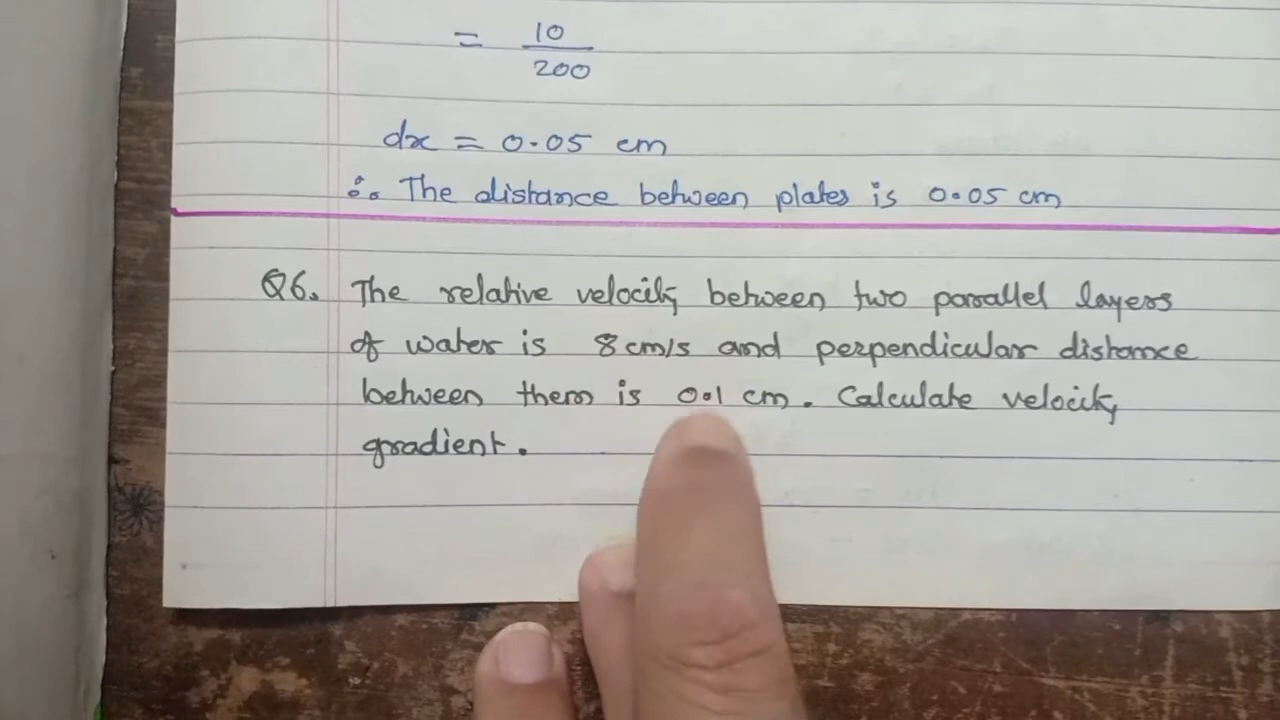 = 10
200
dx = 0.05 cm
∴ The distance between plates is 0.05 cm
Q6. The relative velocity between two parallel layers
of water is 8 cm/s and perpendicular distance
between them is 0.1 cm. Calculate velocity
gradient.